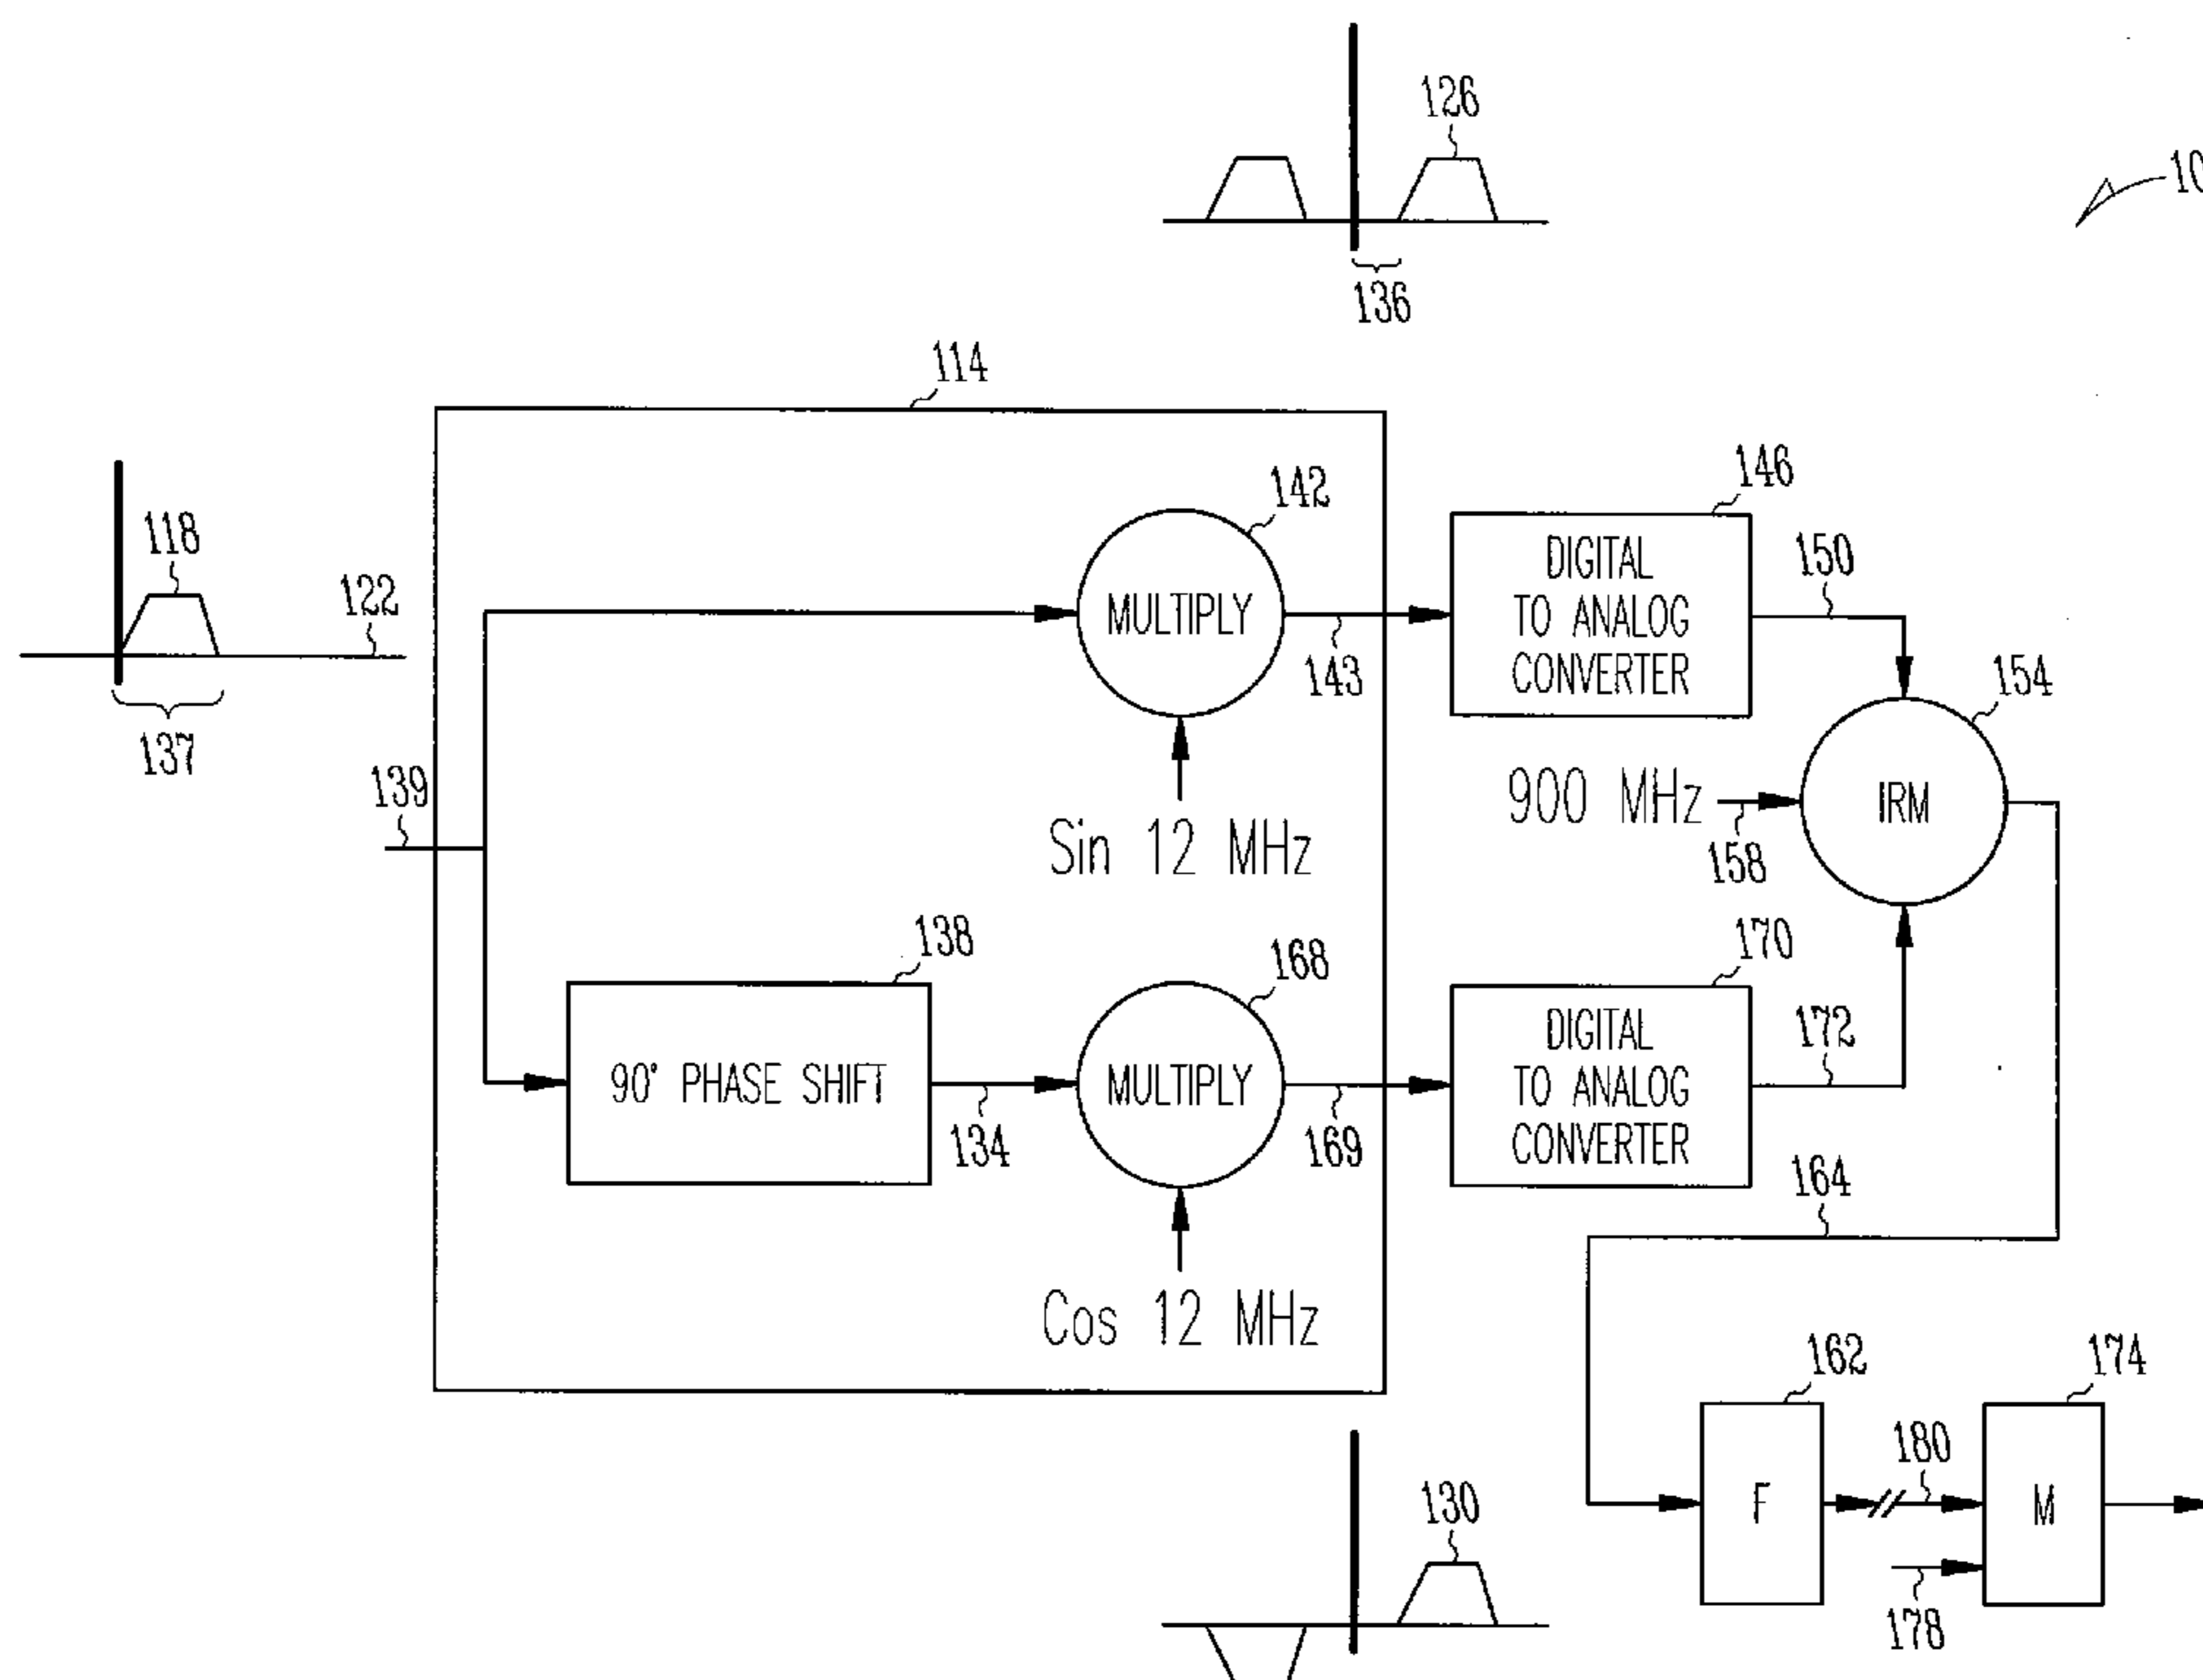 126
10
136
114
118
122
137
139
142
MULTIPLY
143
Sin 12 MHz
146
DIGITAL
TO ANALOG
CONVERTER
150
154
IRM
900 MHz
158
138
90° PHASE SHIFT
134
168
MULTIPLY
169
Cos 12 MHz
170
DIGITAL
TO ANALOG
CONVERTER
172
164
162
F
180
174
M
178
130